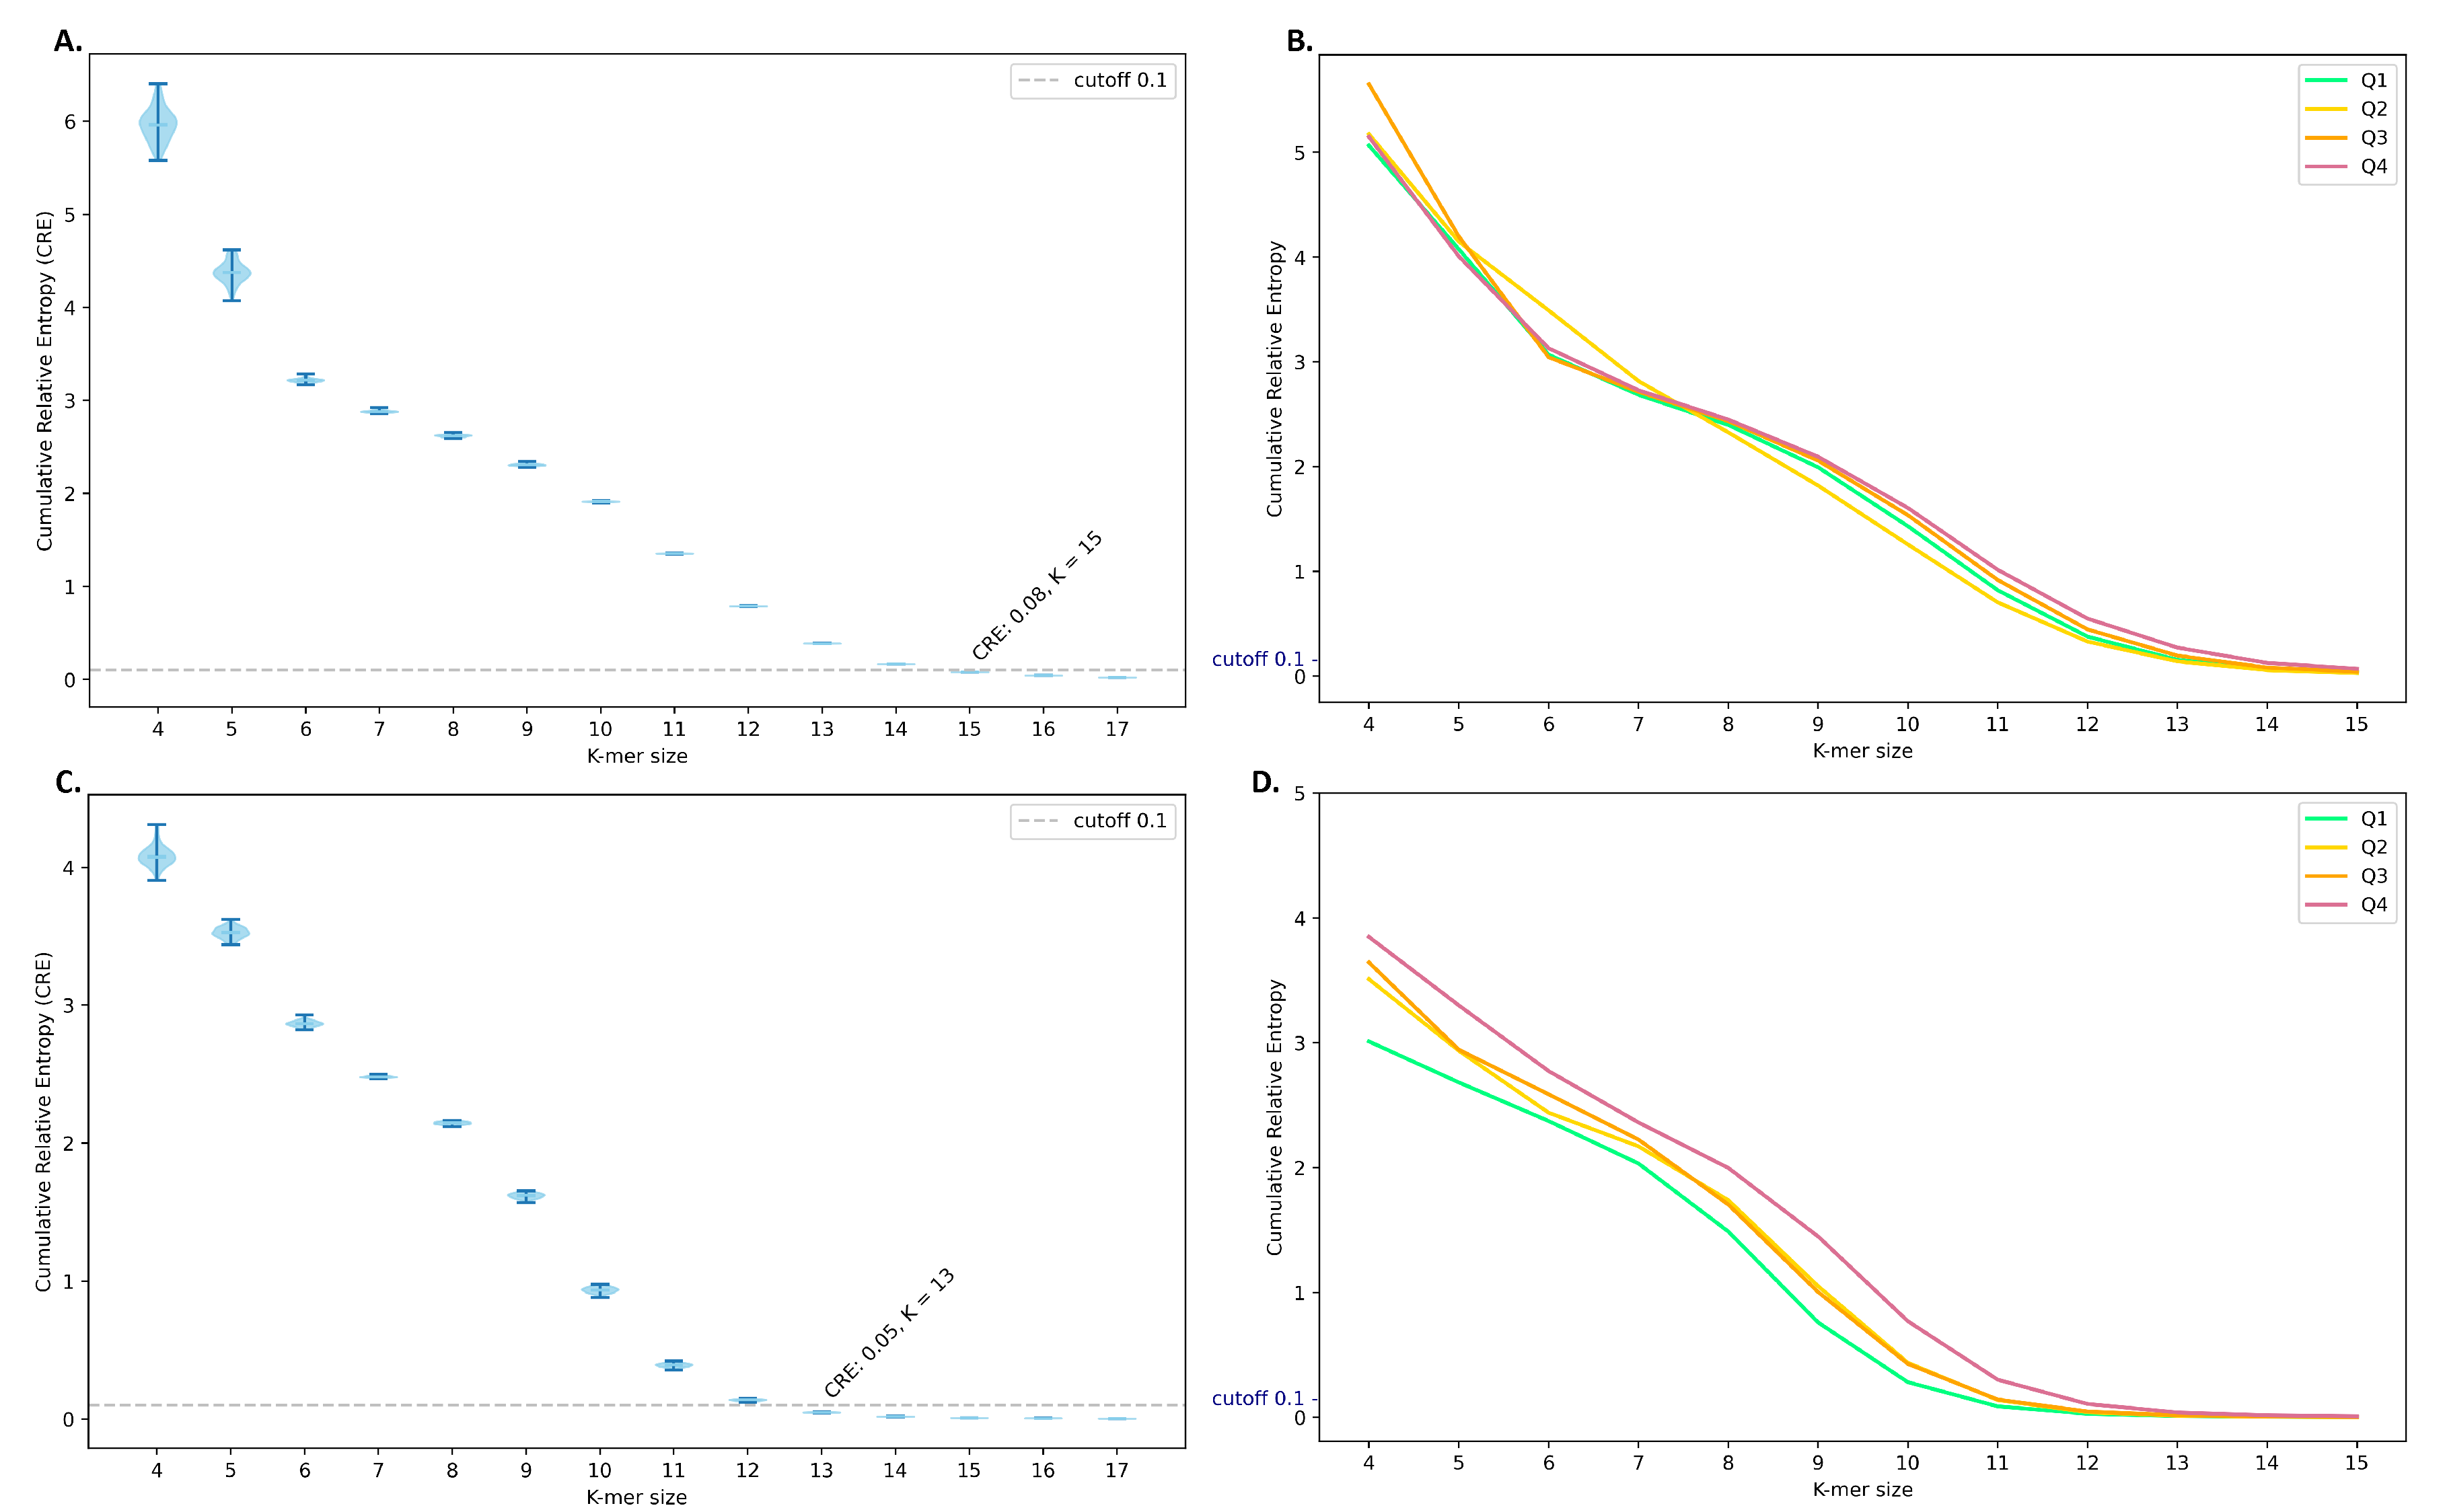 A.
cutoff 0.1
Cumulative Relative Entropy (CRE)
6
5
4
3
2
1
0
CRE: 0.08, K = 15
4 5 6 7 8 9 10 11 12 13 14 15 16 17
K-mer size
B.
Q1
Q2
Q3
Q4
Cumulative Relative Entropy
5
4
3
2
1
cutoff 0.1
0
4 5 6 7 8 9 10 11 12 13 14 15
K-mer size
C.
cutoff 0.1
Cumulative Relative Entropy (CRE)
4
3
2
1
0
CRE: 0.05, K = 13
4 5 6 7 8 9 10 11 12 13 14 15 16 17
K-mer size
D.
Q1
Q2
Q3
Q4
Cumulative Relative Entropy
5
4
3
2
1
cutoff 0.1
0
4 5 6 7 8 9 10 11 12 13 14 15
K-mer size